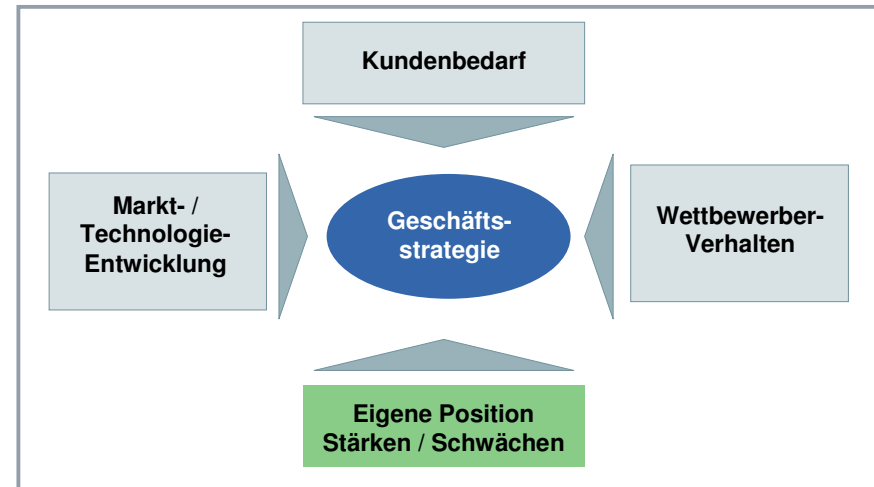 Kundenbedarf
Markt- /
Technologie-
Entwicklung
Geschäfts-
strategie
Wettbewerber-
Verhalten
Eigene Position
Stärken / Schwächen